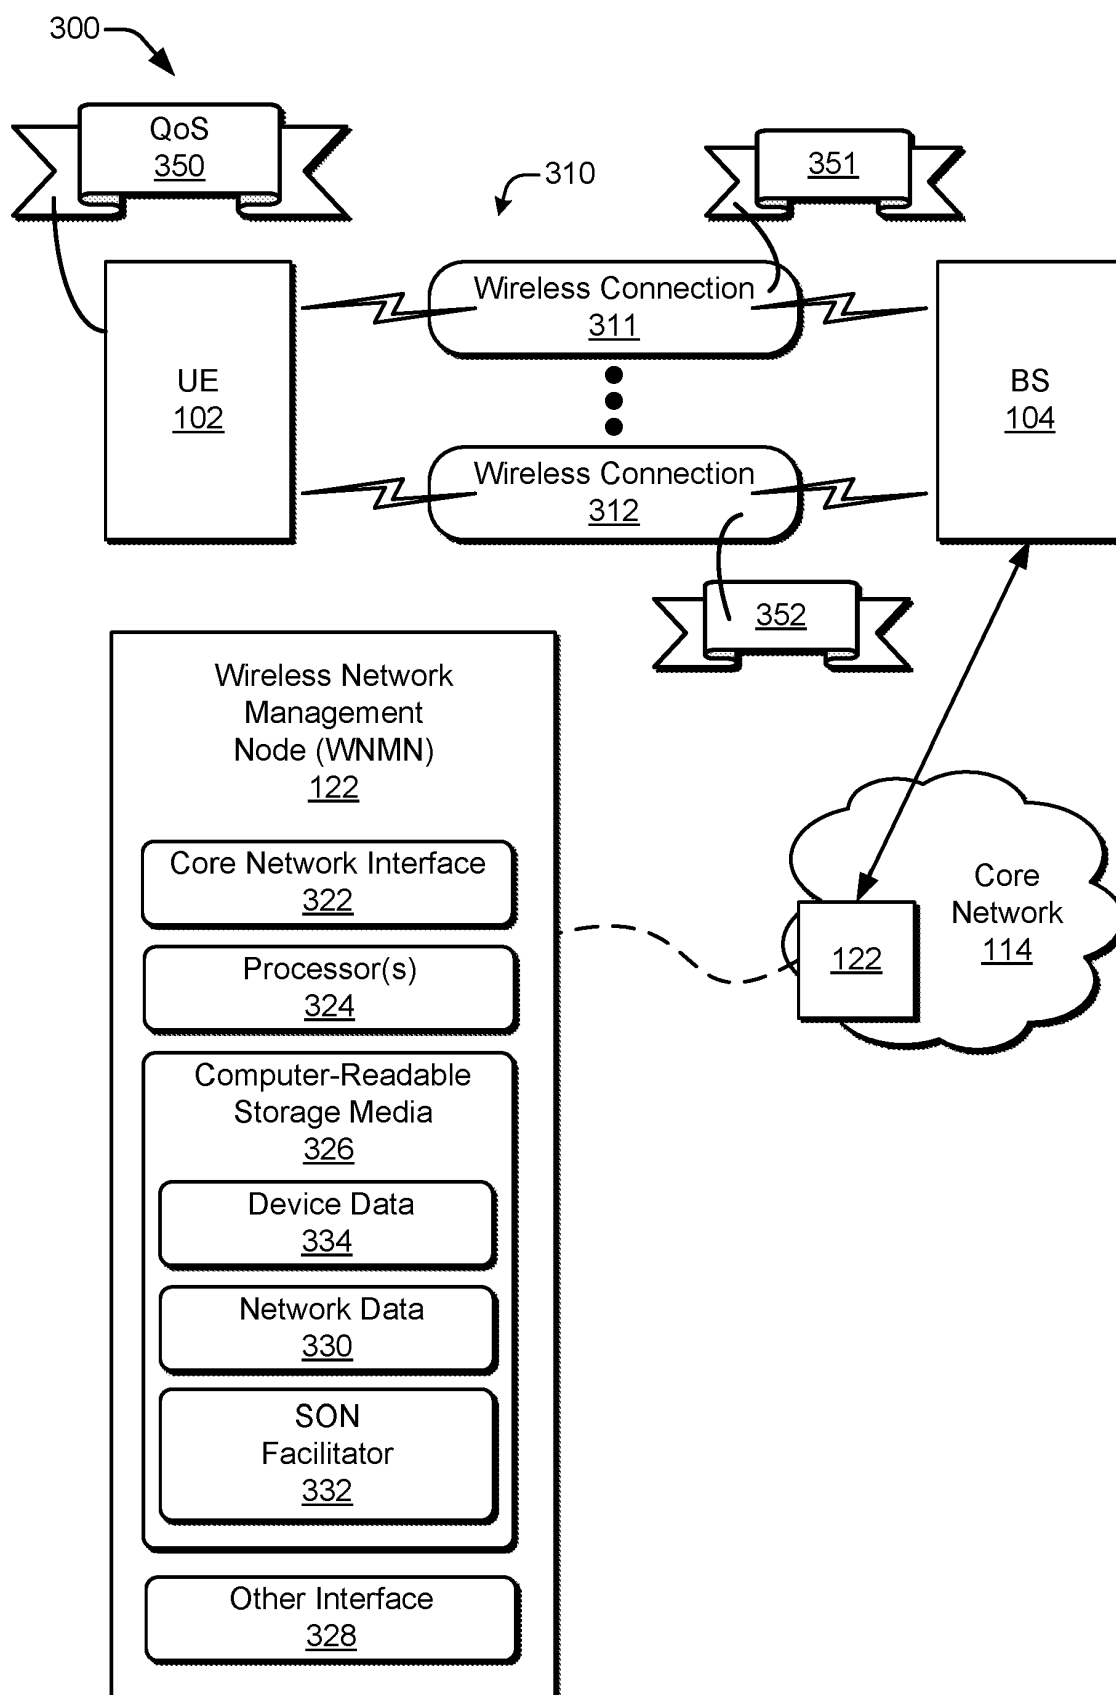 300
QoS
350
310
351
Wireless Connection
311
UE
102
BS
104
Wireless Connection
312
352
Wireless Network
Management
Node (WNMN)
122
Core Network Interface
322
Processor(s)
324
Computer-Readable
Storage Media
326
Device Data
334
Network Data
330
SON
Facilitator
332
Other Interface
328
Core
Network
114
122